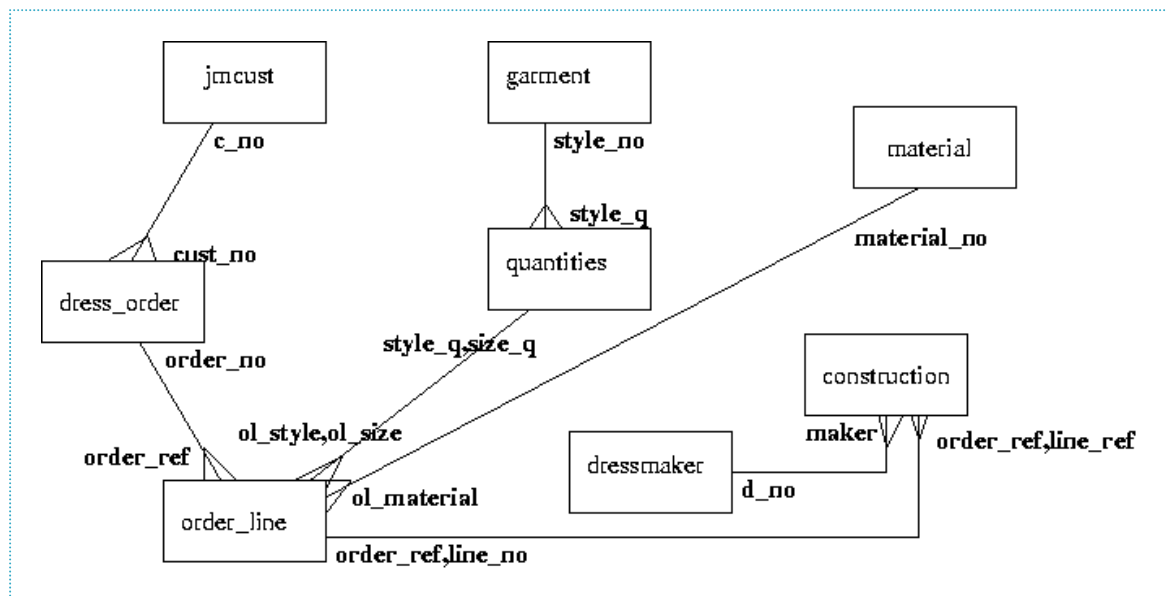 jmcust
garment
c_no
style_no
material
style_q
material_no
cust_no
quantities
dress_order
style_q,size_q
order_no
construction
ol_style,ol_size
maker
order_ref,line_ref
order_ref
dressmaker
d_no
ol_material
order_line
order_ref,line_no